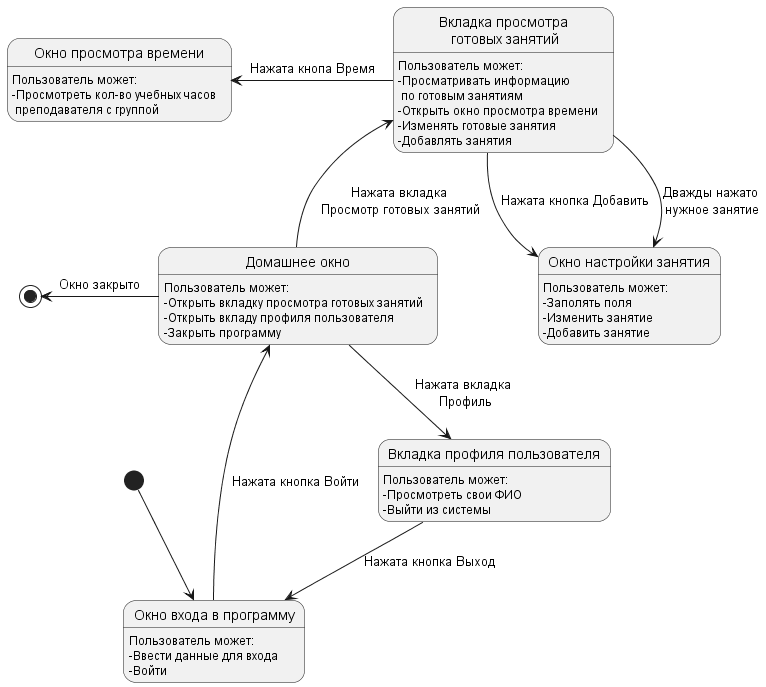 Вкладка просмотра
готовых занятий
Пользователь может:
-Просматривать информацию
по готовым занятиям
-Открыть окно просмотра времени
-Изменять готовые занятия
-Добавлять занятия
Окно просмотра времени
Пользователь может:
-Просмотреть кол-во учебных часов
преподавателя с группой
Нажата кнопа Время
Нажата вкладка
Просмотр готовых занятий
Нажата кнопка Добавить
Дважды нажато
нужное занятие
Домашнее окно
Пользователь может:
-Открыть вкладку просмотра готовых занятий
-Открыть вкладу профиля пользователя
-Закрыть программу
Окно закрыто
Окно настройки занятия
Пользователь может:
-Заполять поля
-Изменить занятие
-Добавить занятие
Нажата вкладка
Профиль
Вкладка профиля пользователя
Пользователь может:
-Просмотреть свои ФИО
-Выйти из системы
Нажата кнопка Войти
Нажата кнопка Выход
Окно входа в программу
Пользователь может:
-Ввести данные для входа
-Войти